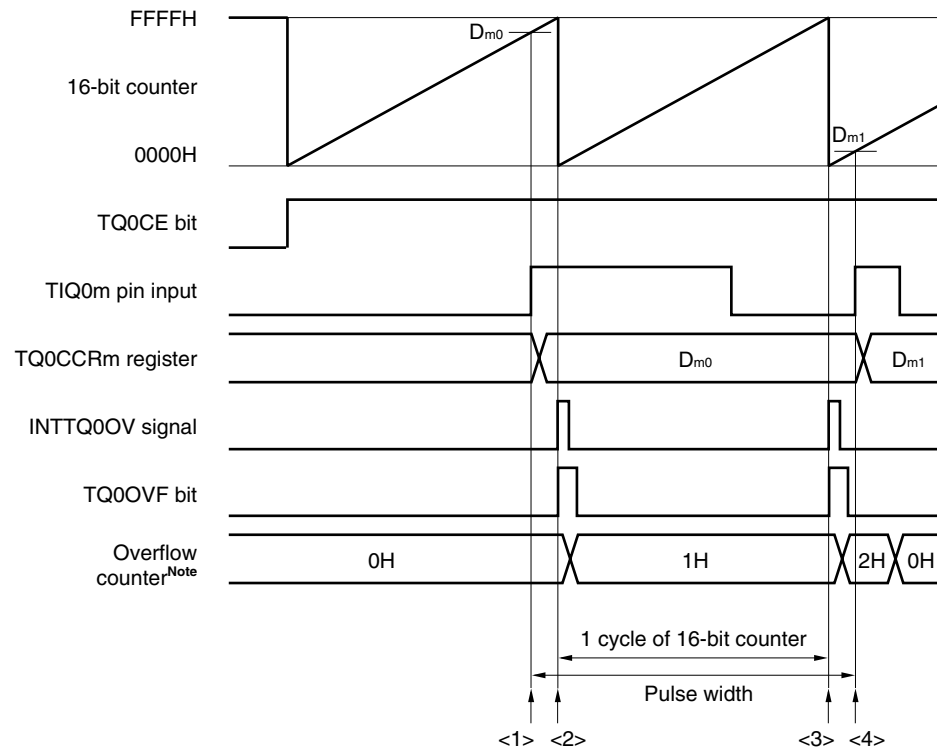 FFFFH
Dm0
16-bit counter
Dm1
0000H
TQ0CE bit
TIQ0m pin input
TQ0CCRm register
Dm0
Dm1
INTTQ0OV signal
TQ0OVF bit
Overflow
counterNote
0H
1H
2H
0H
1 cycle of 16-bit counter
Pulse width
<1> <2> <3> <4>